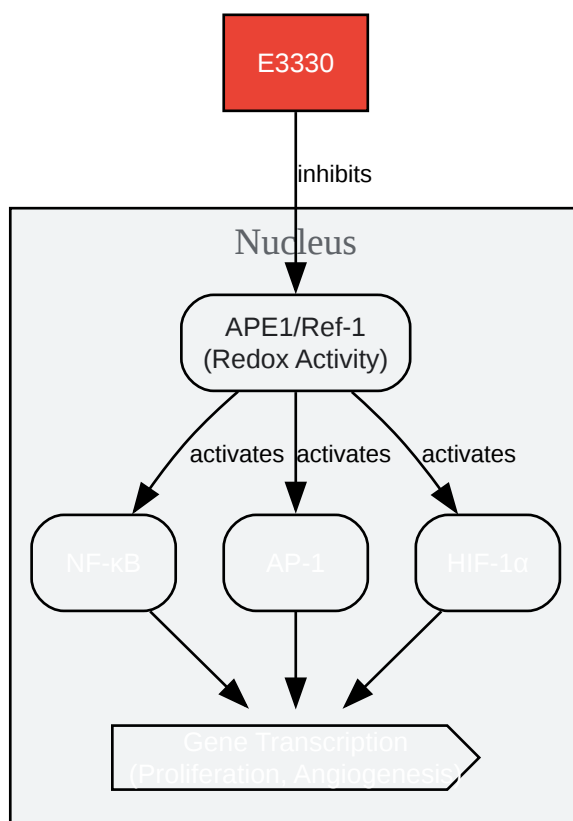 E3330
inhibits
Nucleus
APE1/Ref-1
(Redox Activity)
activates activates activates
NF-κB AP-1 HIF-1α
Gene Transcription
(Proliferation, Angiogenesis)